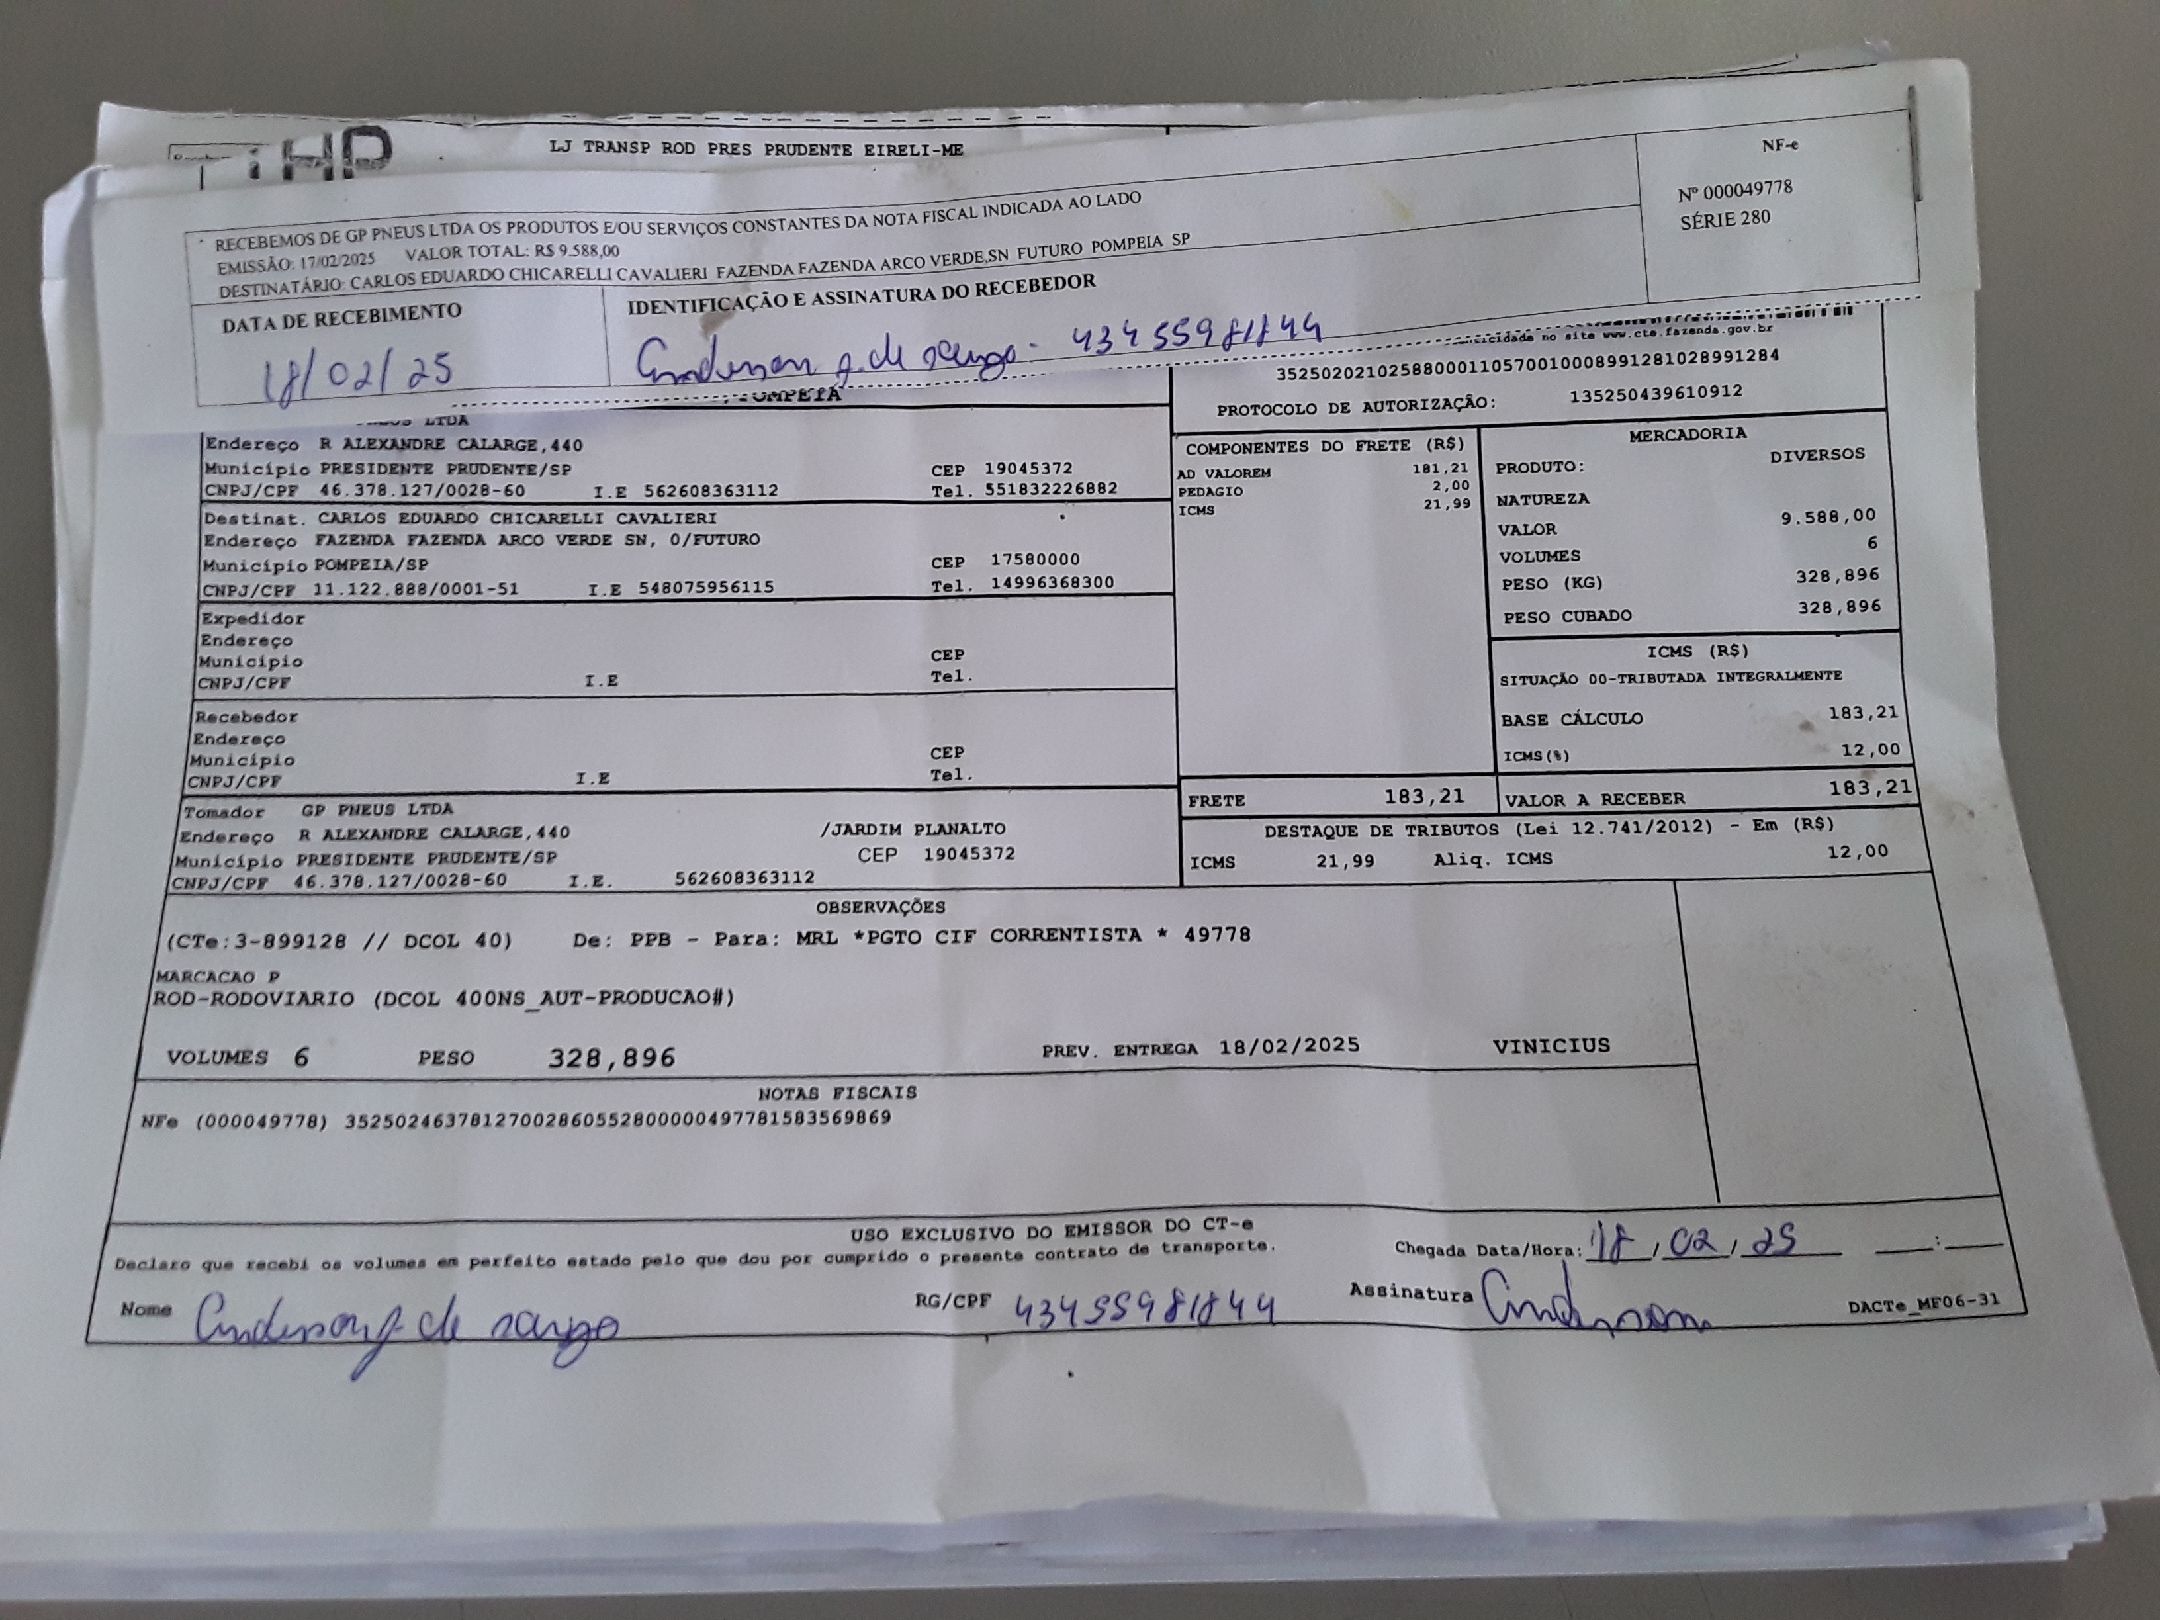 LJ TRANSP ROD PRES PRUDENTE EIRELI-ME
RECEBEMOS DE GP PNEUS LTDA OS PRODUTOS E/OU SERVIÇOS CONSTANTES DA NOTA FISCAL INDICADA AO LADO
EMISSÃO: 17/02/2025 VALOR TOTAL: R$ 9.588,00
DESTINATÁRIO: CARLOS EDUARDO CHICARELLI CAVALIERI FAZENDA FAZENDA ARCO VERDE,SN FUTURO POMPEIA SP
NF-e
Nº 000049778
SÉRIE 280
DATA DE RECEBIMENTO
18/02/25
IDENTIFICAÇÃO E ASSINATURA DO RECEBEDOR
Anderson - 43455981844
no site www.cte.fazenda.gov.br
35250202102588000110570010008991281028991284
PROTOCOLO DE AUTORIZAÇÃO: 135250439610912
LTDA
Endereço R ALEXANDRE CALARGE,440
Município PRESIDENTE PRUDENTE/SP CEP 19045372
CNPJ/CPF 46.378.127/0028-60 I.E 562608363112 Tel. 551832226882
Destinat. CARLOS EDUARDO CHICARELLI CAVALIERI
Endereço FAZENDA FAZENDA ARCO VERDE SN, 0/FUTURO
Município POMPEIA/SP CEP 17580000
CNPJ/CPF 11.122.888/0001-51 I.E 548075956115 Tel. 14996368300
Expedidor
Endereço
Município CEP
CNPJ/CPF I.E Tel.
Recebedor
Endereço
Município CEP
CNPJ/CPF I.E Tel.
Tomador GP PNEUS LTDA
Endereço R ALEXANDRE CALARGE,440 /JARDIM PLANALTO
Município PRESIDENTE PRUDENTE/SP CEP 19045372
CNPJ/CPF 46.378.127/0028-60 I.E. 562608363112
COMPONENTES DO FRETE (R$)
AD VALOREM 181,21
PEDAGIO 2,00
ICMS 21,99
MERCADORIA
PRODUTO: DIVERSOS
NATUREZA
VALOR 9.588,00
VOLUMES 6
PESO (KG) 328,896
PESO CUBADO 328,896
ICMS (R$)
SITUAÇÃO 00-TRIBUTADA INTEGRALMENTE
BASE CÁLCULO 183,21
ICMS(%) 12,00
FRETE 183,21 VALOR A RECEBER 183,21
DESTAQUE DE TRIBUTOS (Lei 12.741/2012) - Em (R$)
ICMS 21,99 Aliq. ICMS 12,00
OBSERVAÇÕES
(CTe:3-899128 // DCOL 40) De: PPB - Para: MRL *PGTO CIF CORRENTISTA * 49778
MARCACAO P
ROD-RODOVIARIO (DCOL 400NS_AUT-PRODUCAO#)
VOLUMES 6 PESO 328,896 PREV. ENTREGA 18/02/2025 VINICIUS
NOTAS FISCAIS
NFe (000049778) 35250246378127002860552800000497781583569869
USO EXCLUSIVO DO EMISSOR DO CT-e
Declaro que recebi os volumes em perfeito estado pelo que dou por cumprido o presente contrato de transporte.
Chegada Data/Hora: 18/02/25 __:__
Nome Anderson RG/CPF 43455981844 Assinatura Anderson
DACTe_MF06-31